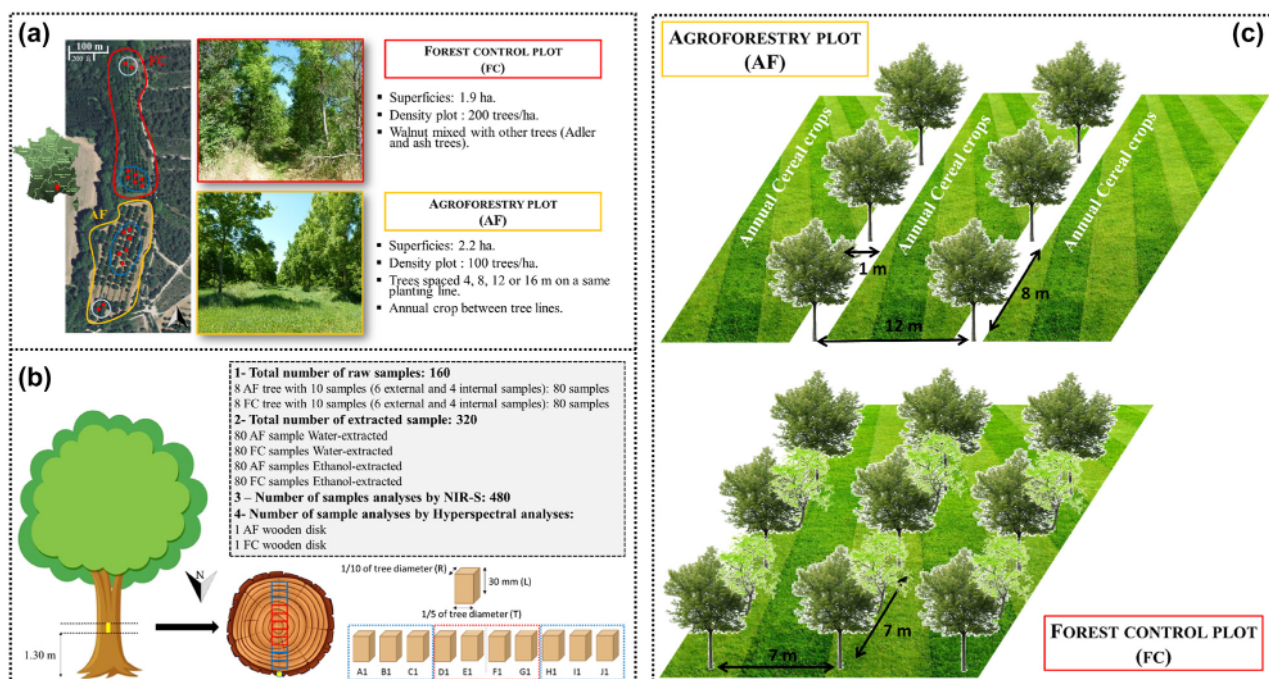 (a)
100 m
200 ft
FC
AF
FOREST CONTROL PLOT
(FC)
▪ Superficies: 1.9 ha.
▪ Density plot : 200 trees/ha.
▪ Walnut mixed with other trees (Adler
and ash trees).
AGROFORESTRY PLOT
(AF)
▪ Superficies: 2.2 ha.
▪ Density plot : 100 trees/ha.
▪ Trees spaced 4, 8, 12 or 16 m on a same
planting line.
▪ Annual crop between tree lines.
(b)
1- Total number of raw samples: 160
8 AF tree with 10 samples (6 external and 4 internal samples): 80 samples
8 FC tree with 10 samples (6 external and 4 internal samples): 80 samples
2- Total number of extracted sample: 320
80 AF sample Water-extracted
80 FC samples Water-extracted
80 AF samples Ethanol-extracted
80 FC samples Ethanol-extracted
3 – Number of samples analyses by NIR-S: 480
4- Number of sample analyses by Hyperspectral analyses:
1 AF wooden disk
1 FC wooden disk
1.30 m
N
1/10 of tree diameter (R)
30 mm (L)
1/5 of tree diameter (T)
A1 B1 C1 D1 E1 F1 G1 H1 I1 J1
(c)
AGROFORESTRY PLOT
(AF)
Annual Cereal crops
Annual Cereal crops
Annual Cereal crops
1 m
8 m
12 m
7 m
7 m
FOREST CONTROL PLOT
(FC)